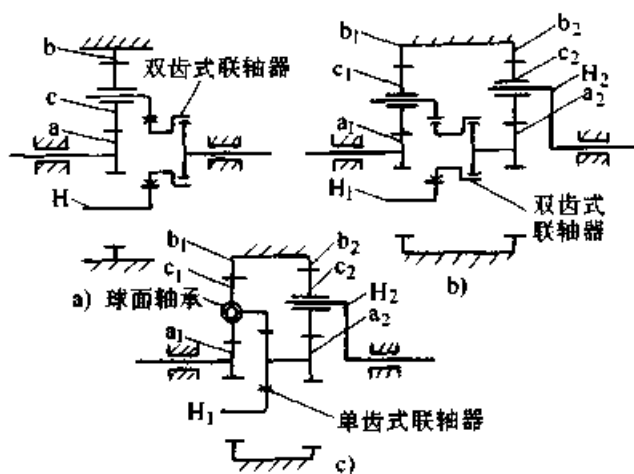 b
双齿式联轴器
c
a
H
a)
b₁
b₂
c₁
c₂
H₂
a₁
a₂
H₁
双齿式
联轴器
b)
b₁
b₂
c₁
c₂
球面轴承
H₂
a₁
a₂
H₁
单齿式联轴器
c)